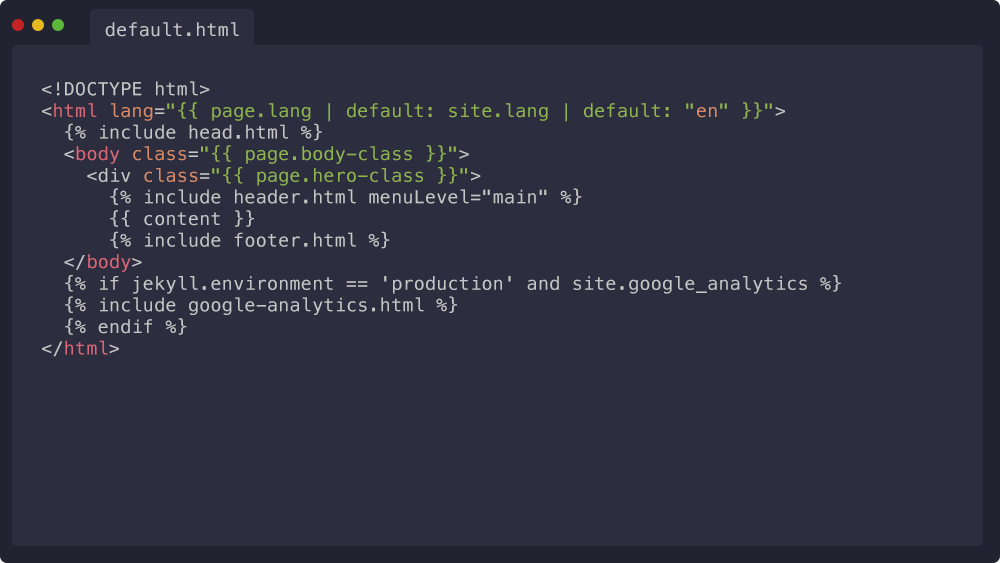 default.html
<!DOCTYPE html>
<html lang="{{ page.lang | default: site.lang | default: "en" }}">
  {% include head.html %}
  <body class="{{ page.body-class }}">
    <div class="{{ page.hero-class }}">
      {% include header.html menuLevel="main" %}
      {{ content }}
      {% include footer.html %}
  </body>
  {% if jekyll.environment == 'production' and site.google_analytics %}
  {% include google-analytics.html %}
  {% endif %}
</html>